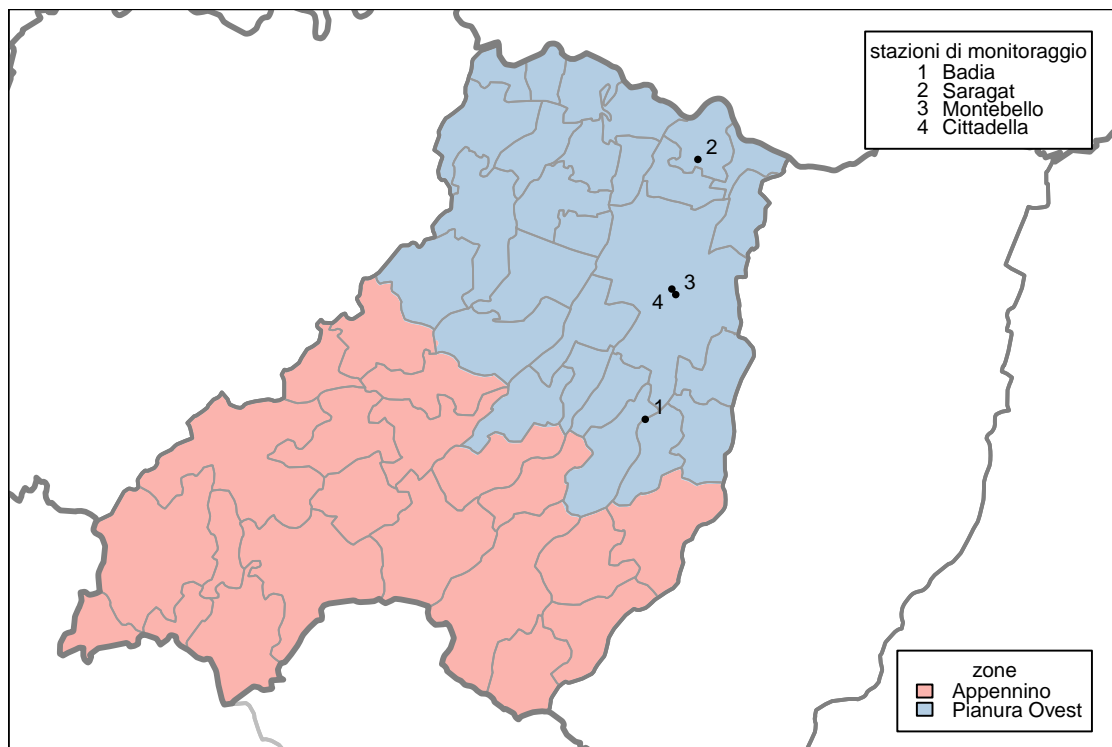 stazioni di monitoraggio
1 Badia
2 Saragat
3 Montebello
4 Cittadella
2
3
4
1
zone
Appennino
Pianura Ovest